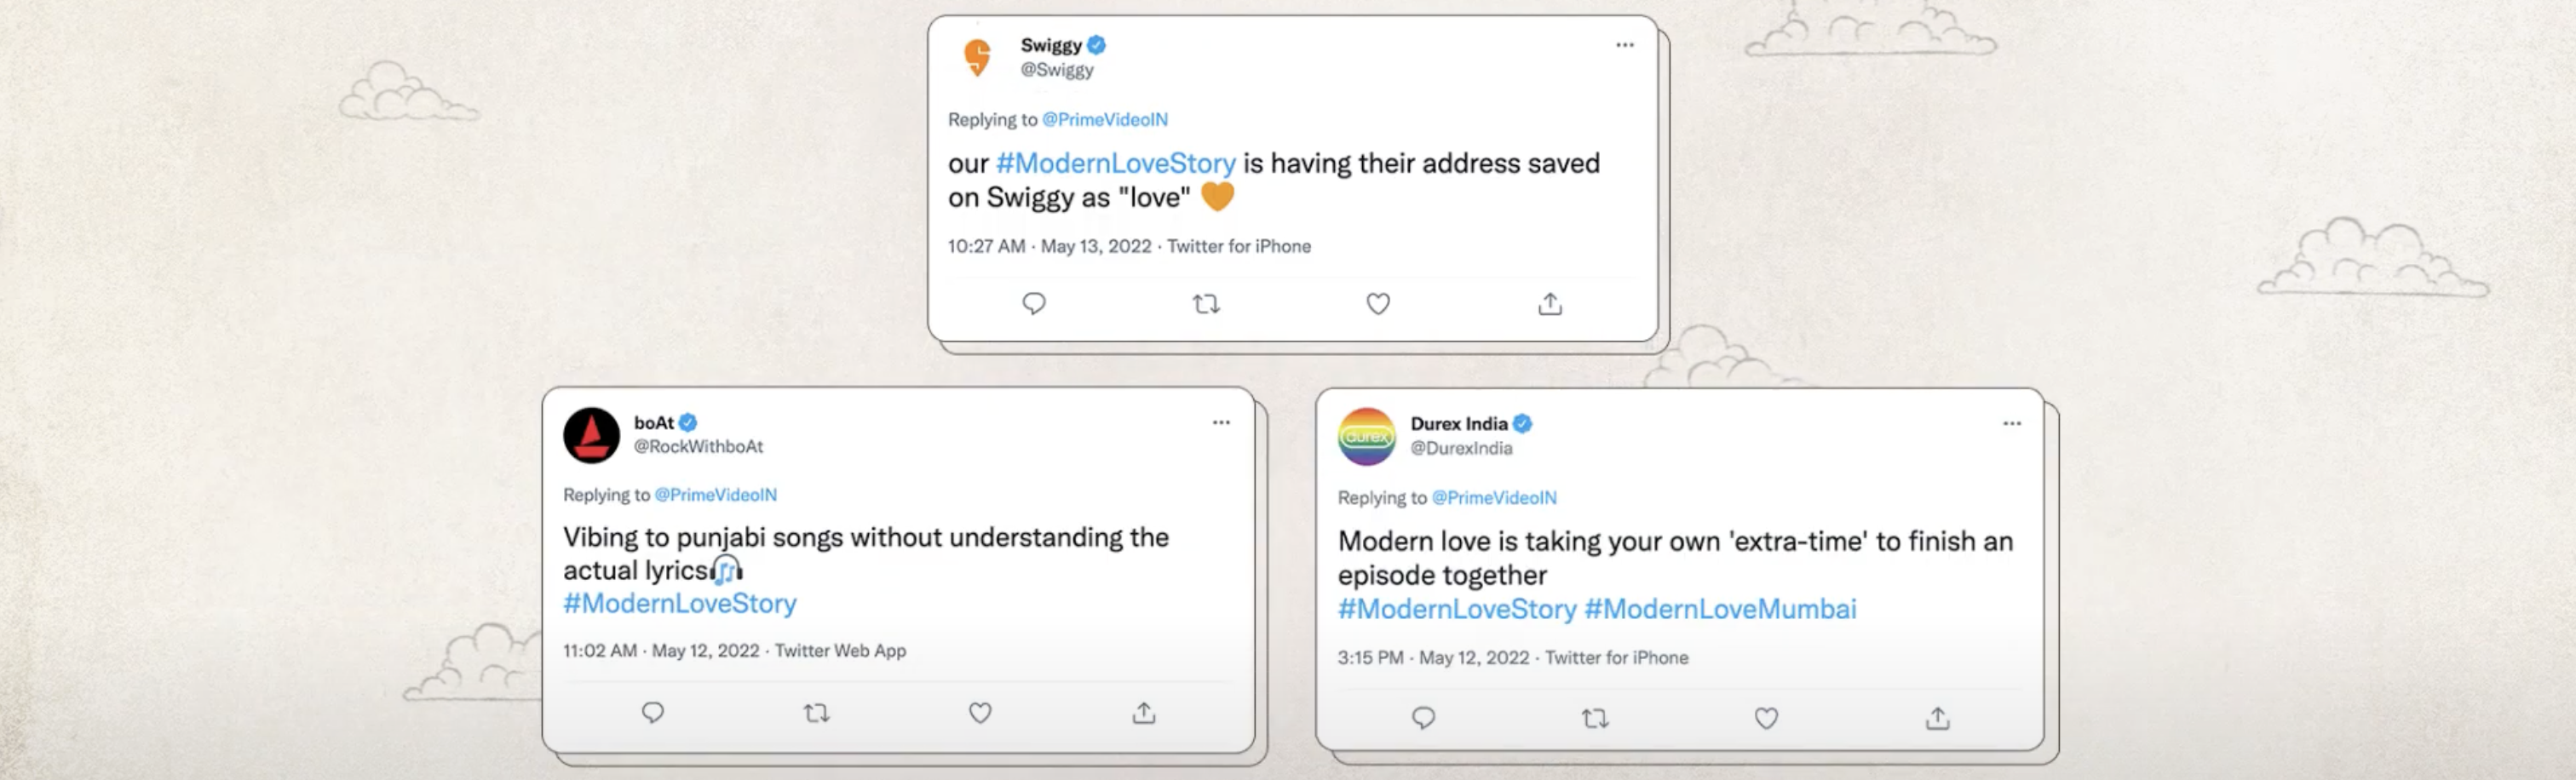 Swiggy
@Swiggy
Replying to @PrimeVideoIN
our #ModernLoveStory is having their address saved
on Swiggy as "love" 🧡
10:27 AM · May 13, 2022 · Twitter for iPhone
boAt
@RockWithboAt
Replying to @PrimeVideoIN
Vibing to punjabi songs without understanding the
actual lyrics🎧
#ModernLoveStory
11:02 AM · May 12, 2022 · Twitter Web App
durex
Durex India
@DurexIndia
Replying to @PrimeVideoIN
Modern love is taking your own 'extra-time' to finish an
episode together
#ModernLoveStory #ModernLoveMumbai
3:15 PM · May 12, 2022 · Twitter for iPhone